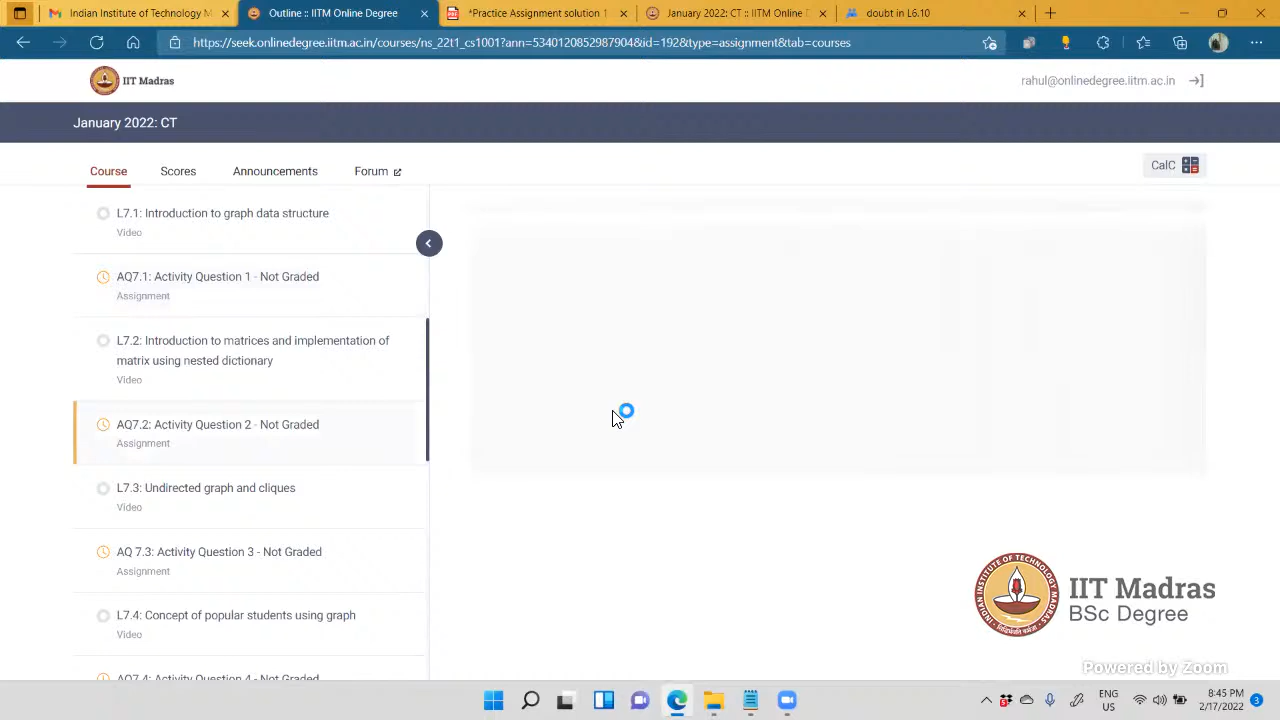 Indian Institute of Technology M
Outline :: IITM Online Degree
*Practice Assignment solution 1
January 2022: CT :: IITM Online D
doubt in L6.10
https://seek.onlinedegree.iitm.ac.in/courses/ns_22t1_cs1001?ann=5340120852987904&id=192&type=assignment&tab=courses
IIT Madras
rahul@onlinedegree.iitm.ac.in
January 2022: CT
Course
Scores
Announcements
Forum
CalC
L7.1: Introduction to graph data structure
Video
AQ7.1: Activity Question 1 - Not Graded
Assignment
L7.2: Introduction to matrices and implementation of
matrix using nested dictionary
Video
AQ7.2: Activity Question 2 - Not Graded
Assignment
L7.3: Undirected graph and cliques
Video
AQ 7.3: Activity Question 3 - Not Graded
Assignment
L7.4: Concept of popular students using graph
Video
AQ7.4: Activity Question 4 - Not Graded
IIT Madras
BSc Degree
Powered by Zoom
ENG
US
8:45 PM
2/17/2022
3